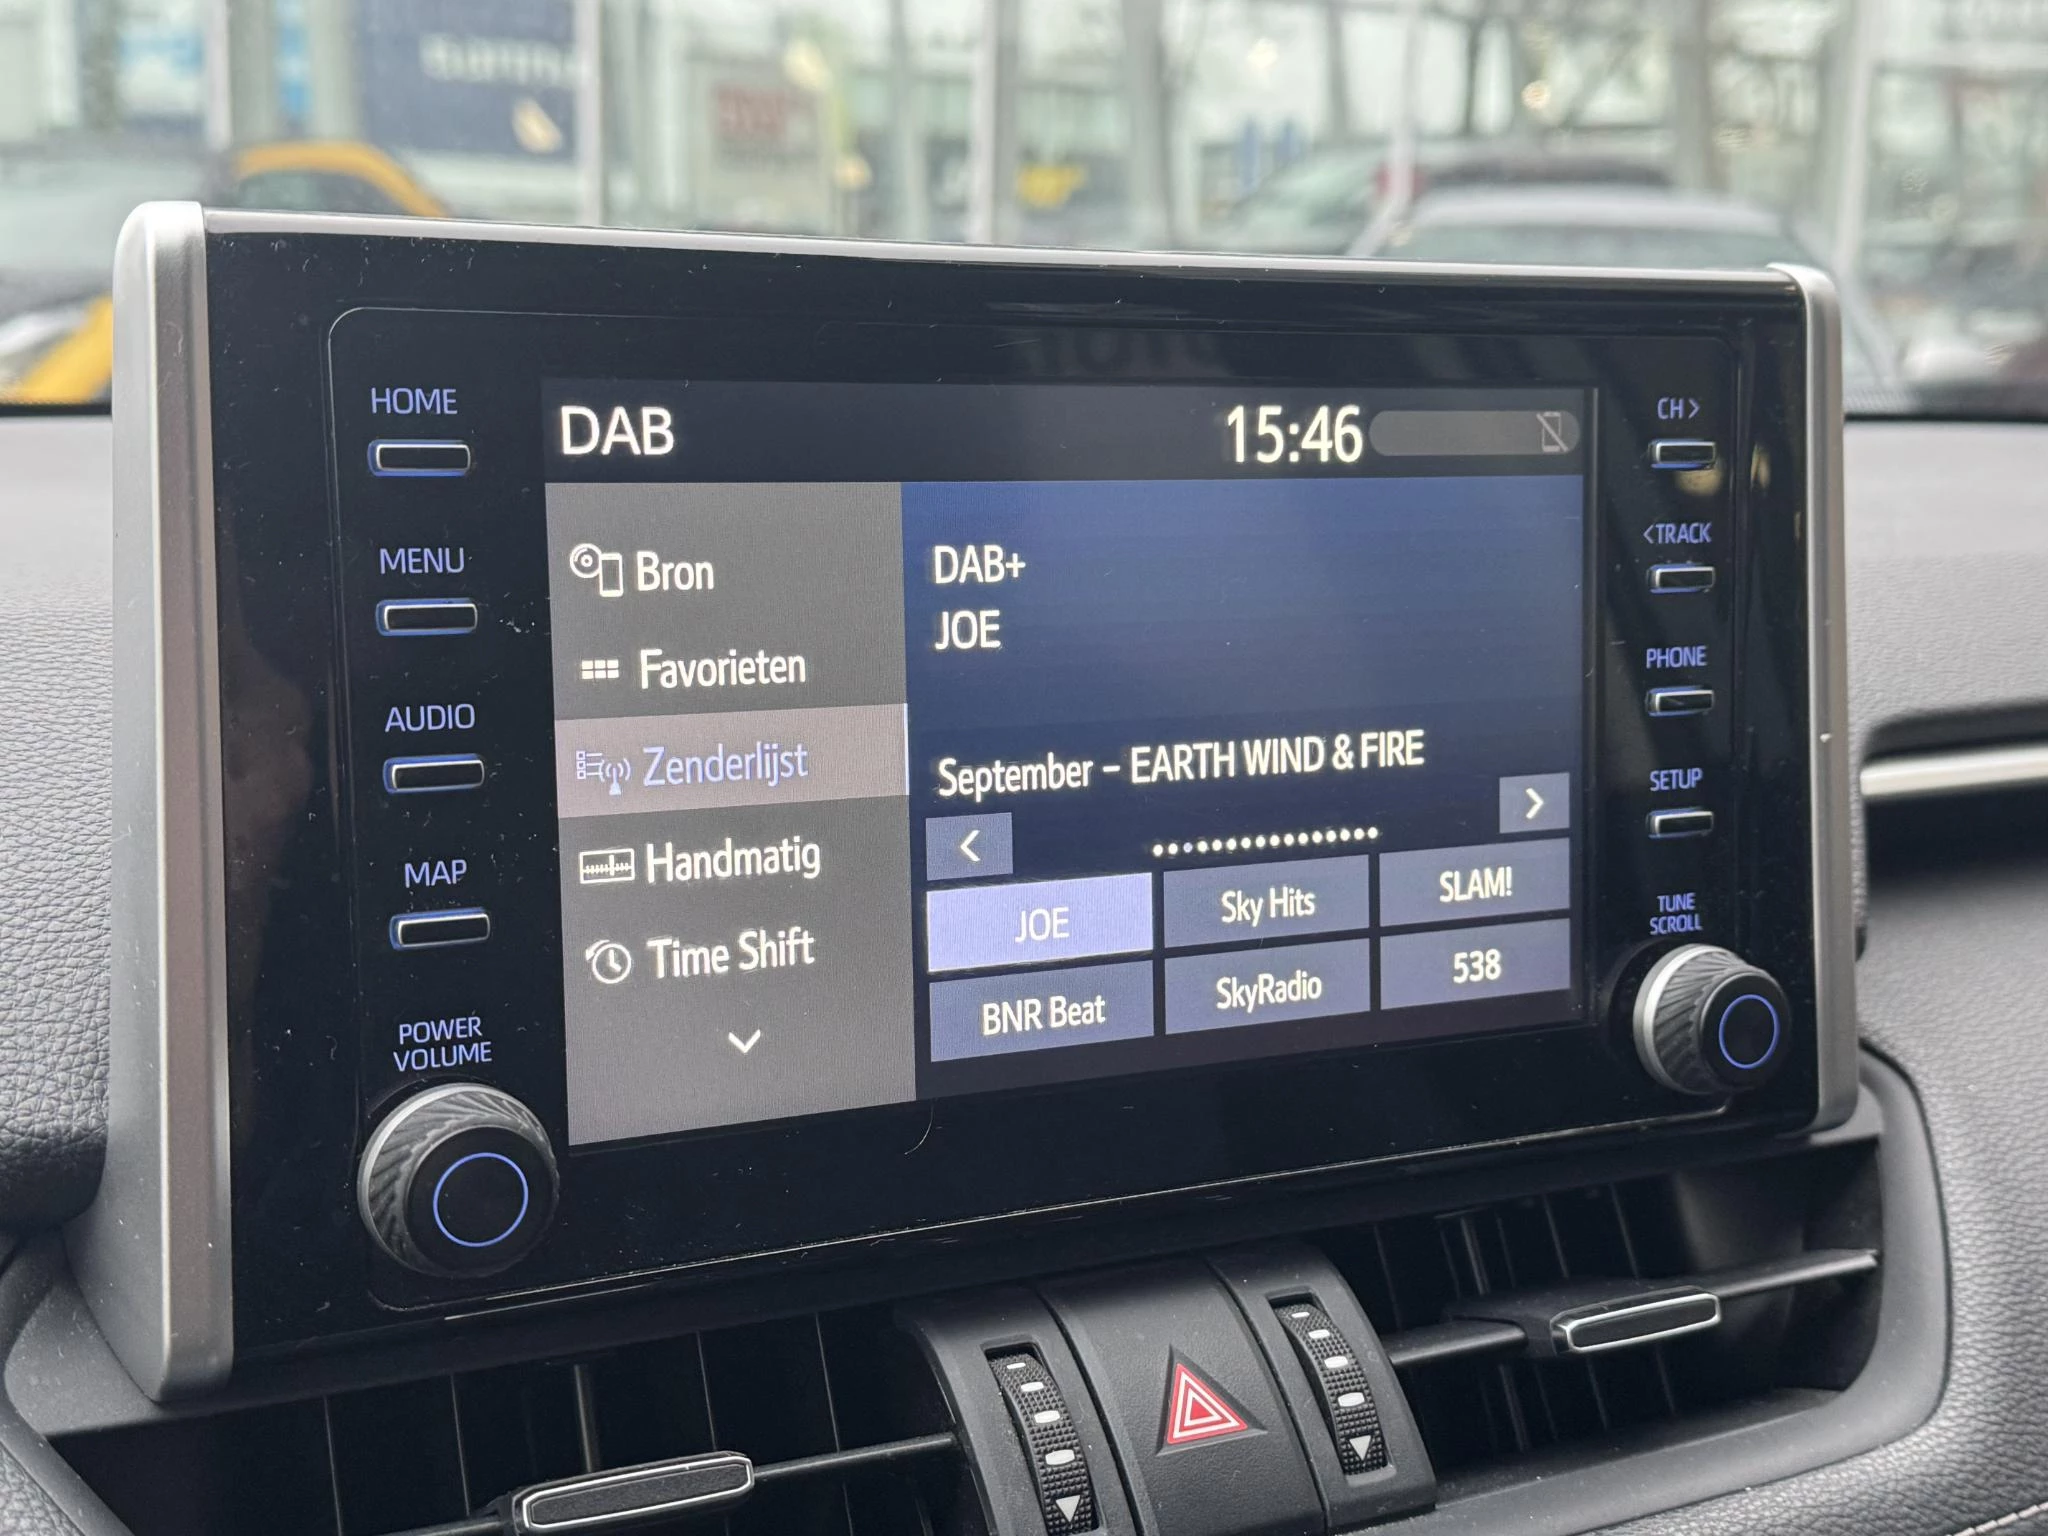 HOME
MENU
AUDIO
MAP
POWER
VOLUME
DAB
15:46
Bron
Favorieten
Zenderlijst
Handmatig
Time Shift
DAB+
JOE
September – EARTH WIND & FIRE
JOE
Sky Hits
SLAM!
BNR Beat
SkyRadio
538
CH>
<TRACK
PHONE
SETUP
TUNE
SCROLL